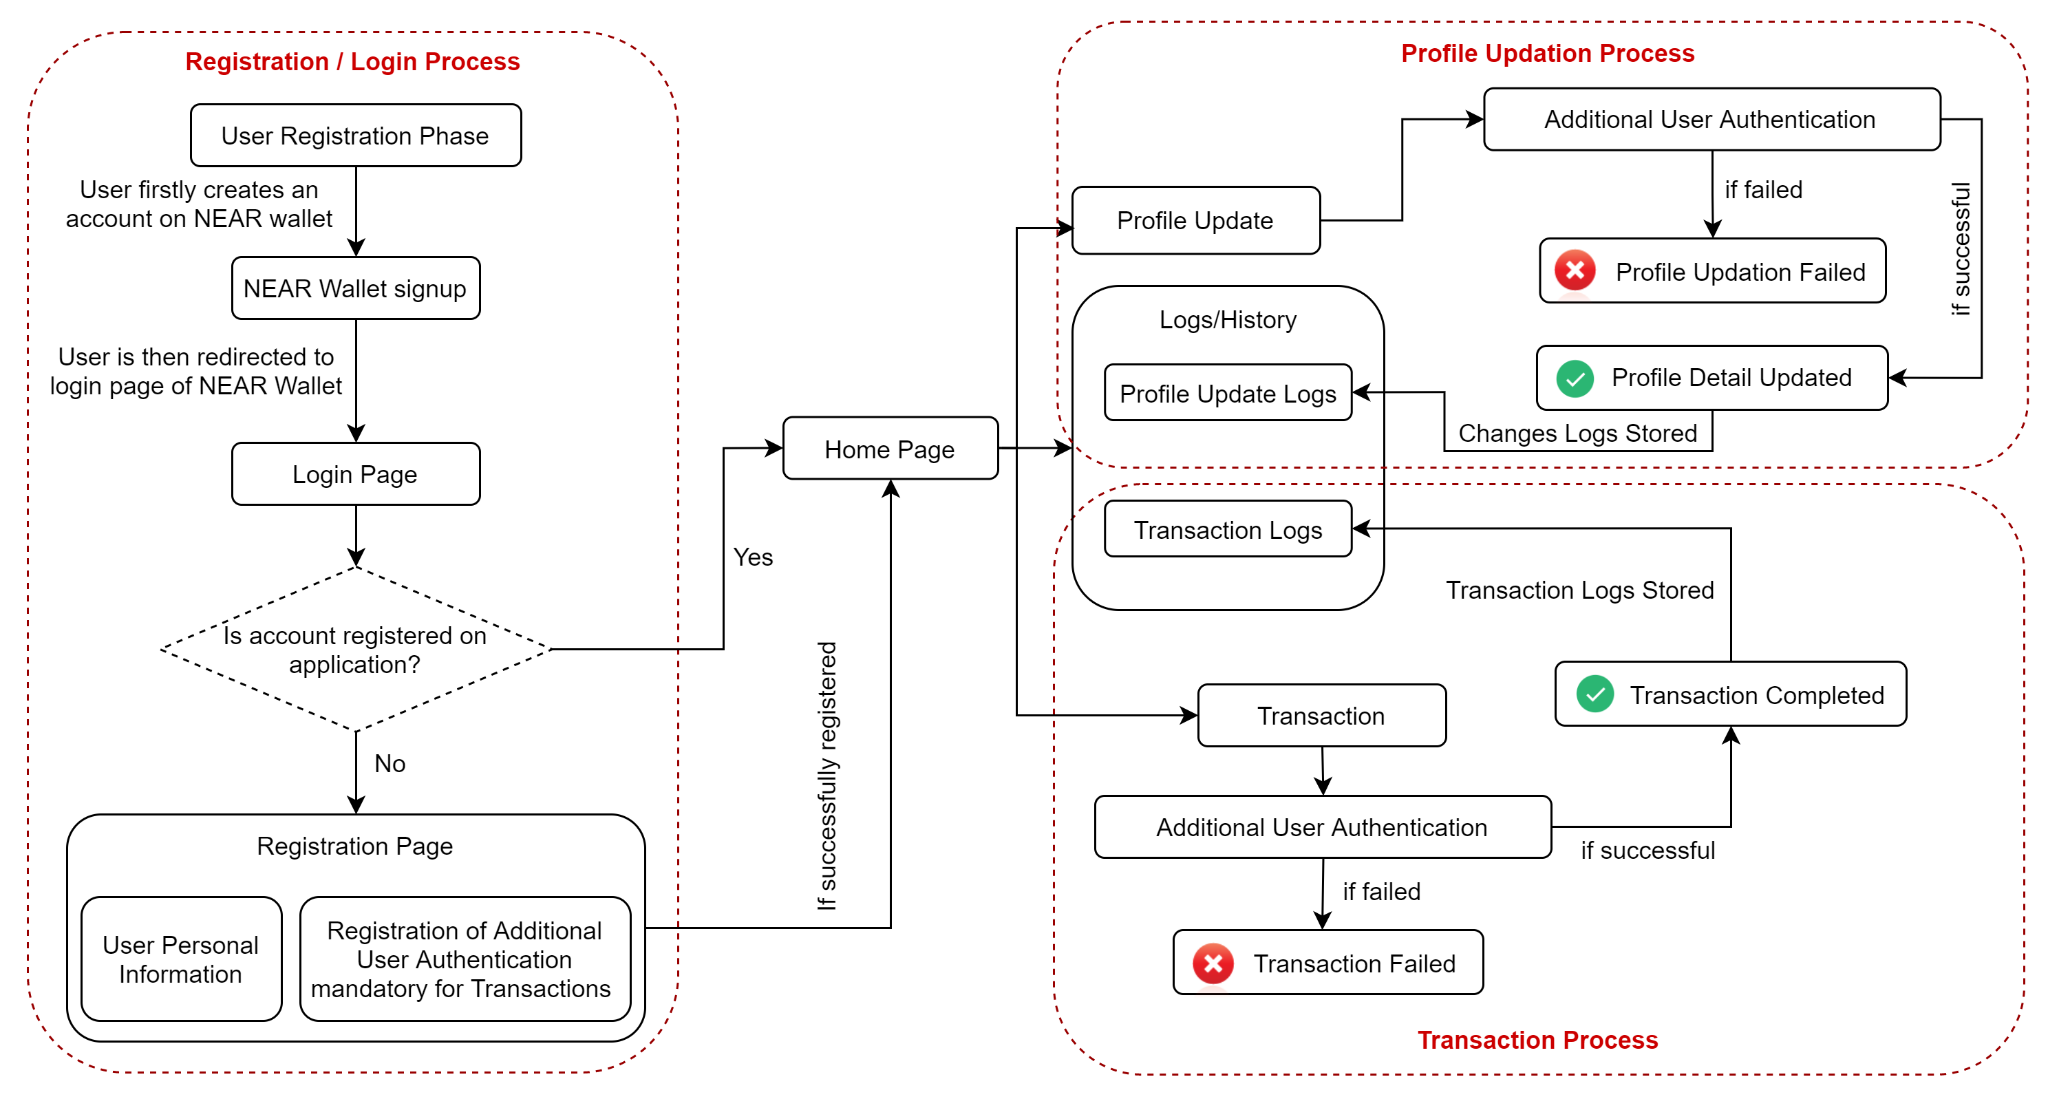 Registration / Login Process
User Registration Phase
User firstly creates an
account on NEAR wallet
NEAR Wallet signup
User is then redirected to
login page of NEAR Wallet
Login Page
Is account registered on
application?
Yes
No
Registration Page
User Personal
Information
Registration of Additional
User Authentication
mandatory for Transactions
If successfully registered
Home Page
Profile Updation Process
Additional User Authentication
Profile Update
if failed
if successful
Profile Updation Failed
Logs/History
Profile Update Logs
Profile Detail Updated
Changes Logs Stored
Transaction Logs
Transaction Logs Stored
Transaction Completed
Transaction
Additional User Authentication
if successful
if failed
Transaction Failed
Transaction Process